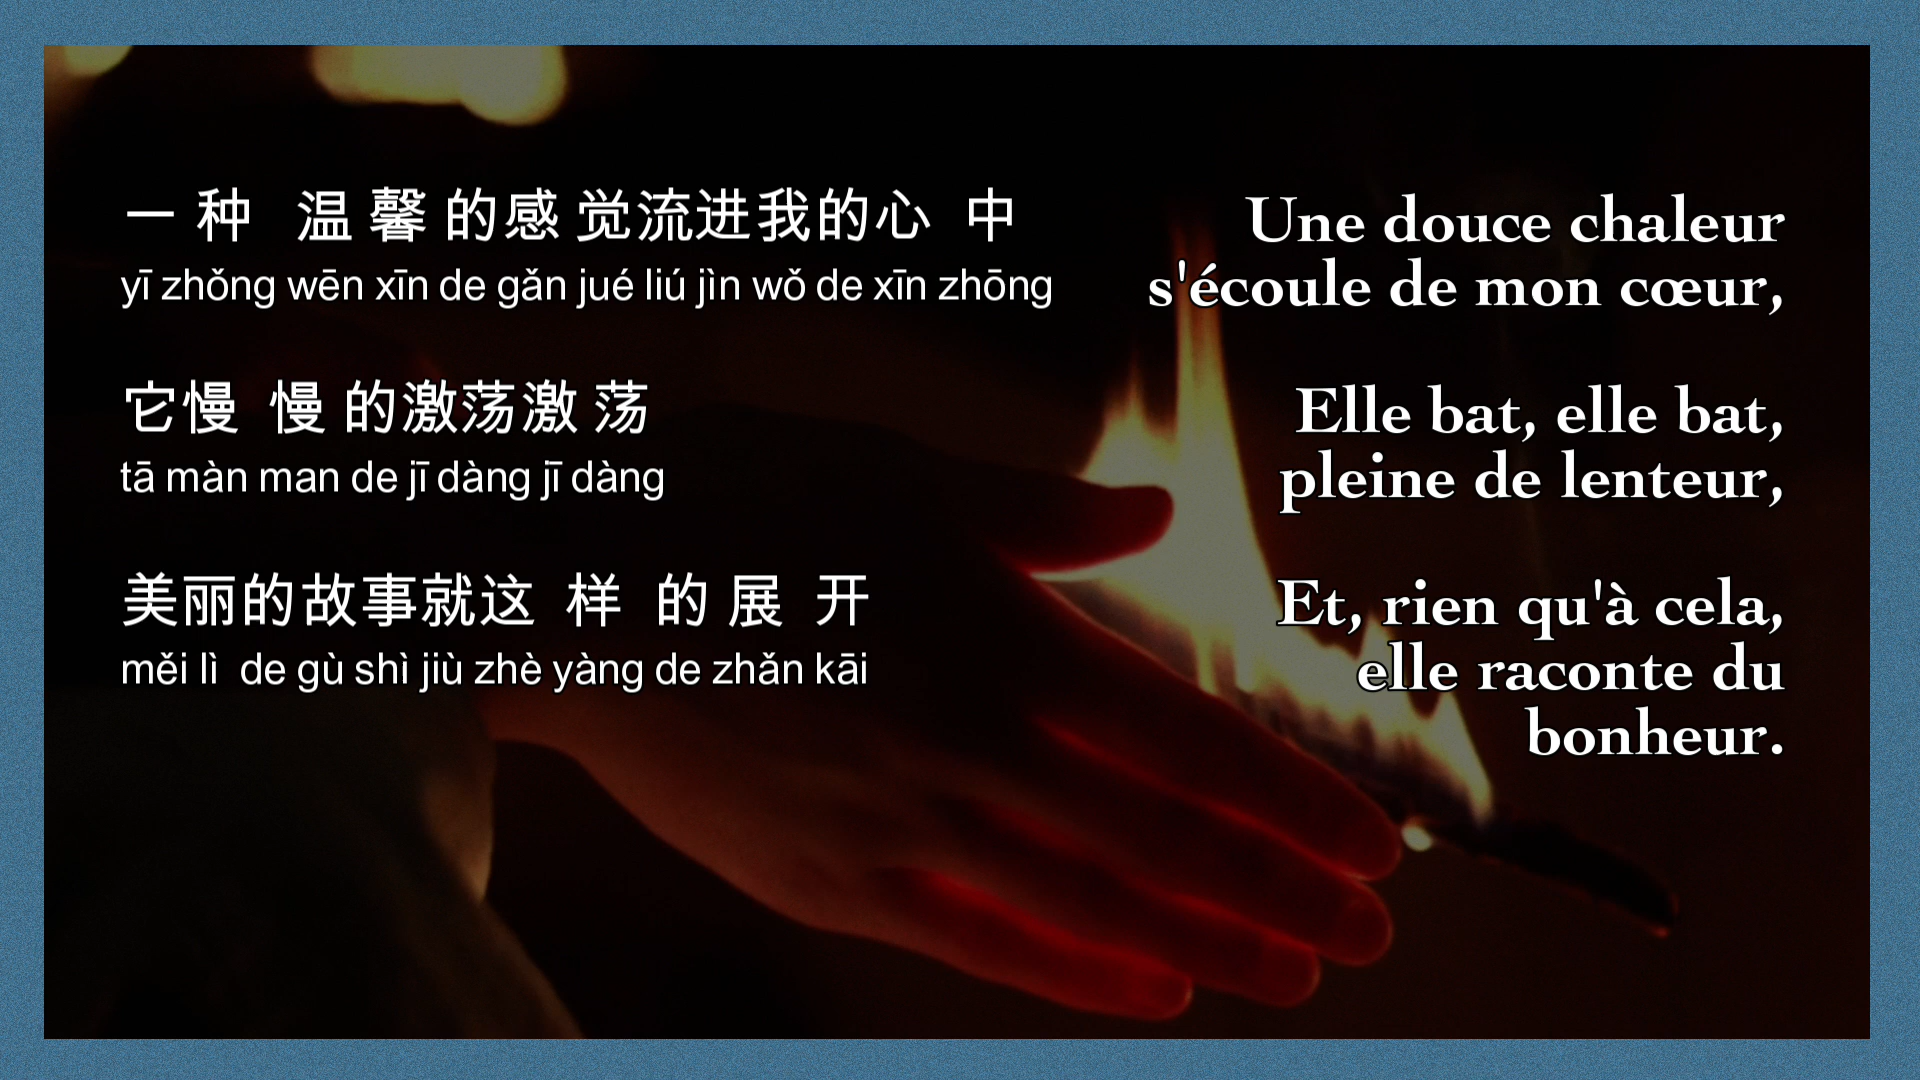 一种温馨的感觉流进我的心中
yī zhǒng wēn xīn de gǎn jué liú jìn wǒ de xīn zhōng
它慢慢的激荡激荡
tā màn man de jī dàng jī dàng
美丽的故事就这样的展开
měi lì de gù shì jiù zhè yàng de zhǎn kāi
Une douce chaleur
s'écoule de mon cœur,
Elle bat, elle bat,
pleine de lenteur,
Et, rien qu'à cela,
elle raconte du
bonheur.